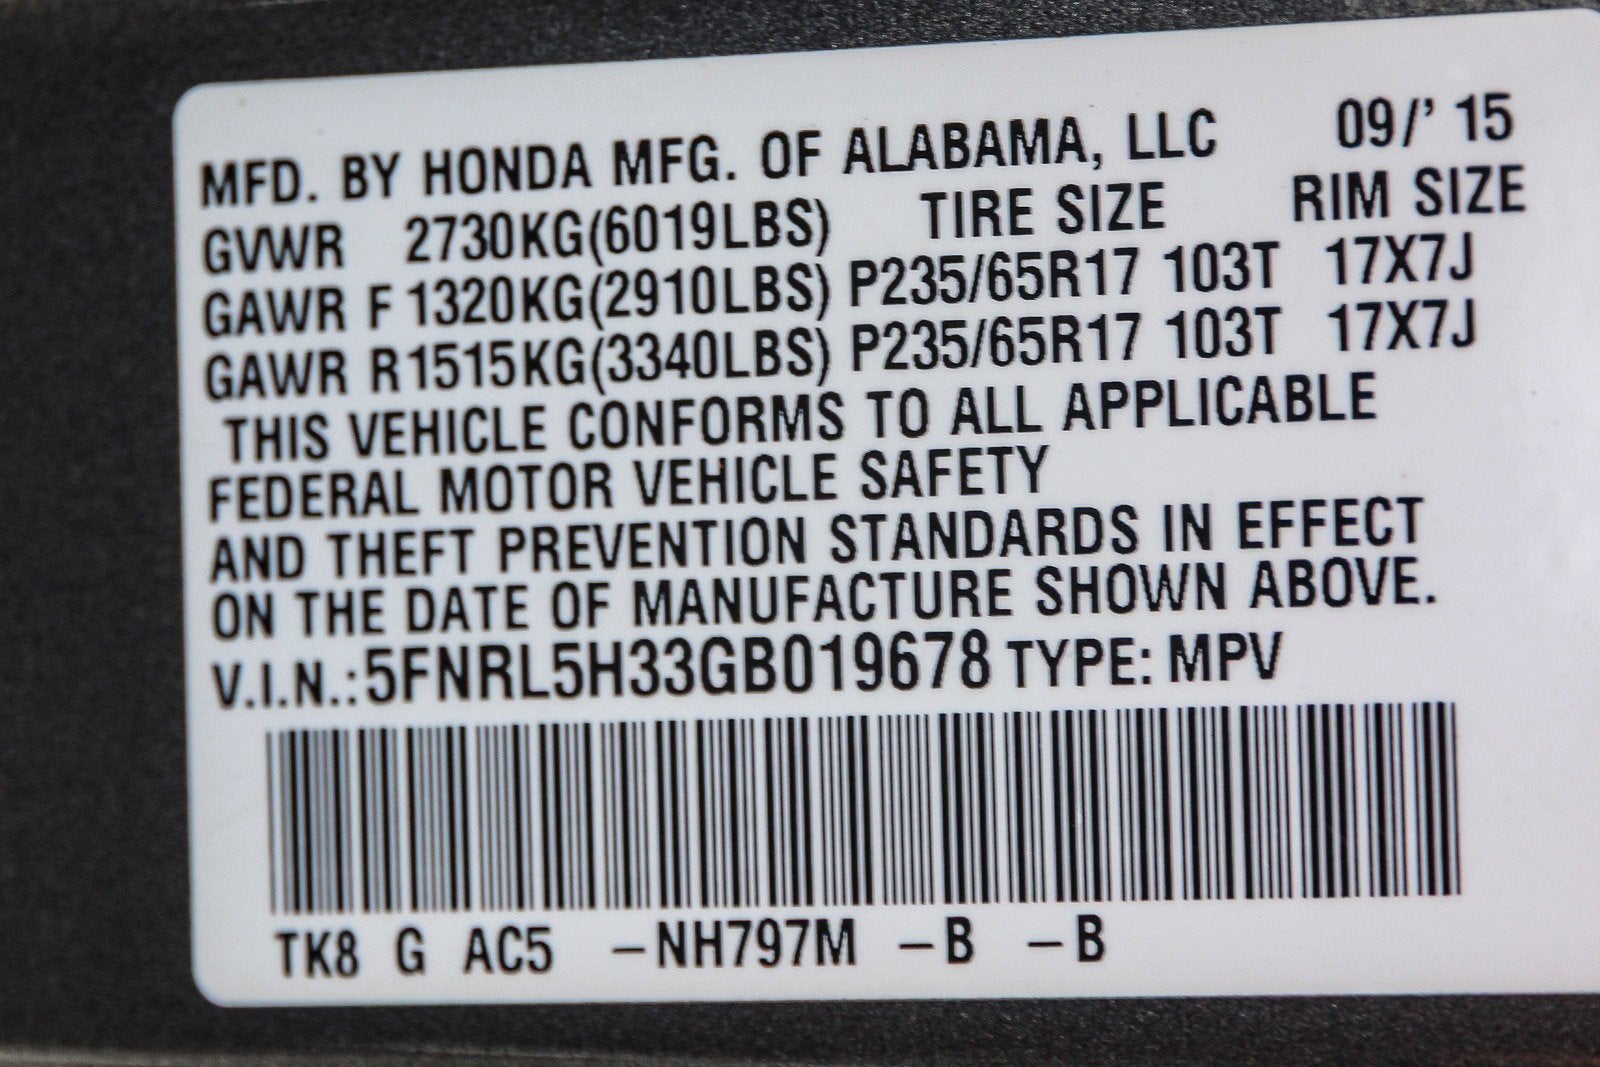 MFD. BY HONDA MFG. OF ALABAMA, LLC 09/' 15
GVWR 2730KG(6019LBS) TIRE SIZE RIM SIZE
GAWR F 1320KG(2910LBS) P235/65R17 103T 17X7J
GAWR R 1515KG(3340LBS) P235/65R17 103T 17X7J
THIS VEHICLE CONFORMS TO ALL APPLICABLE
FEDERAL MOTOR VEHICLE SAFETY
AND THEFT PREVENTION STANDARDS IN EFFECT
ON THE DATE OF MANUFACTURE SHOWN ABOVE.
V.I.N.:5FNRL5H33GB019678 TYPE: MPV
TK8 G AC5 –NH797M –B –B